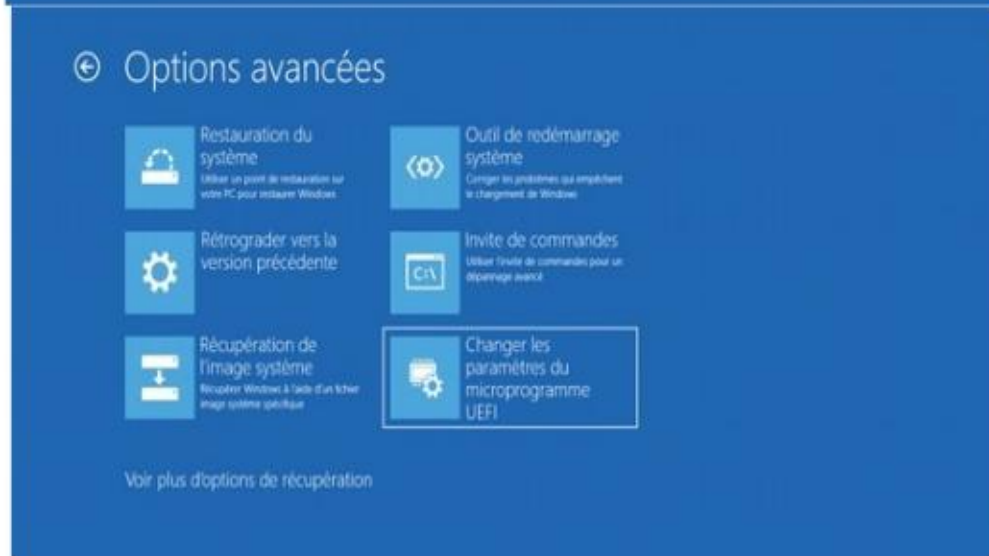 Options avancées
Restauration du
système
Utiliser un point de restauration sur
votre PC pour restaurer Windows
Outil de redémarrage
système
Corriger les problèmes qui empêchent
le chargement de Windows
Rétrograder vers la
version précédente
Invite de commandes
Utiliser l'invite de commandes pour un
dépannage avancé
C:\
Récupération de
l'image système
Récupérer Windows à l'aide d'un fichier
image système spécifique
Changer les
paramètres du
microprogramme
UEFI
Voir plus d'options de récupération